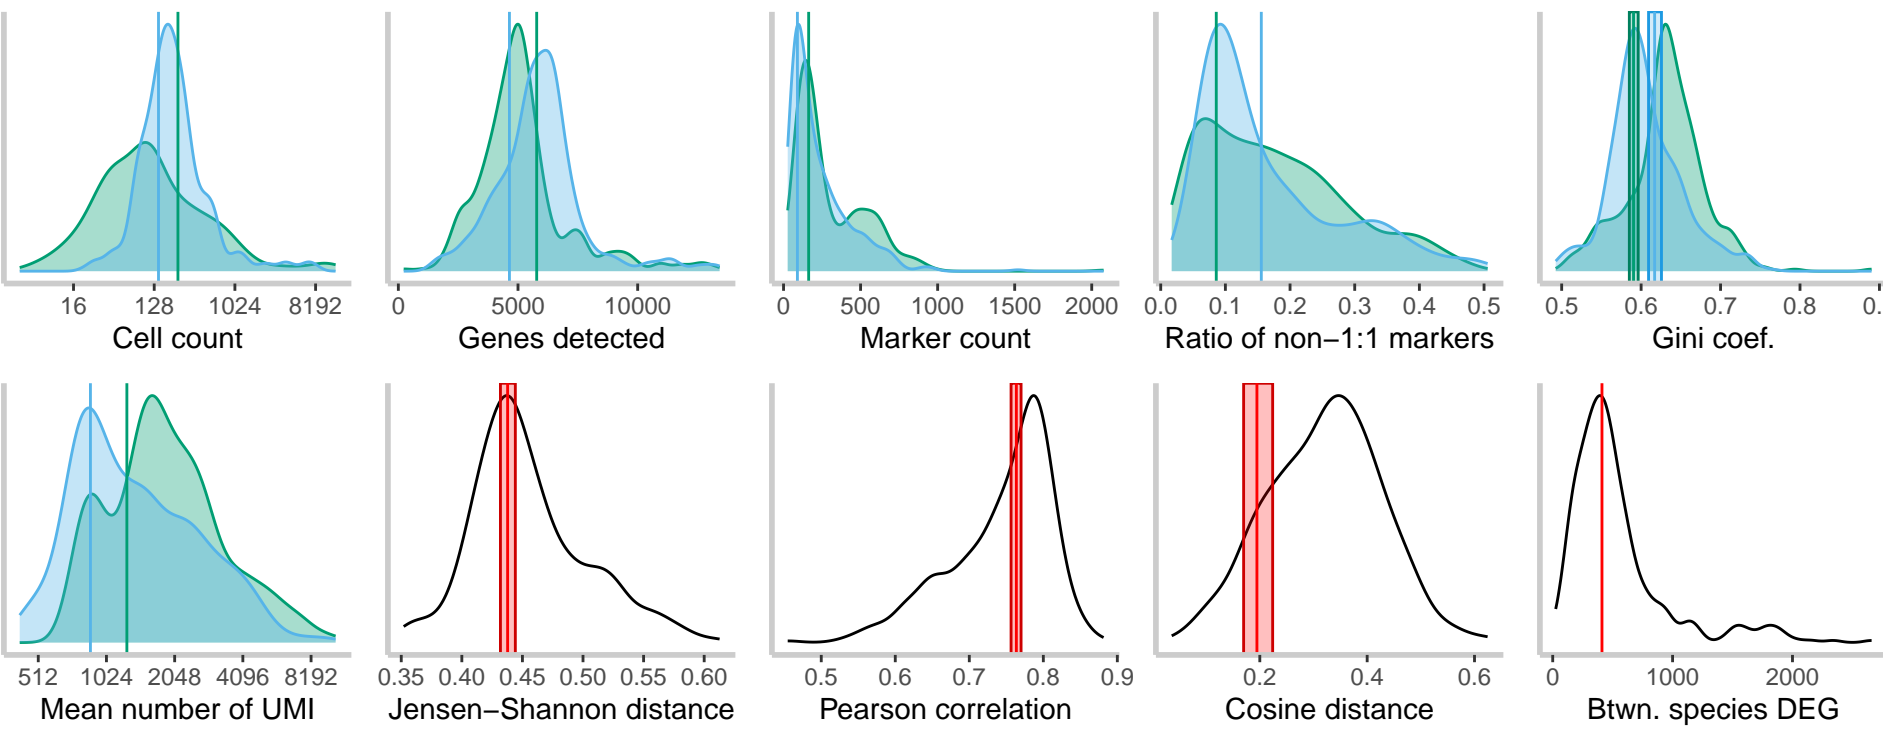 16 128 1024 8192
Cell count
0 5000 10000
Genes detected
0 500 1000 1500 2000
Marker count
0.0 0.1 0.2 0.3 0.4 0.5
Ratio of non−1:1 markers
0.5 0.6 0.7 0.8 0.
Gini coef.
512 1024 2048 4096 8192
Mean number of UMI
0.35 0.40 0.45 0.50 0.55 0.60
Jensen−Shannon distance
0.5 0.6 0.7 0.8 0.9
Pearson correlation
0.2 0.4 0.6
Cosine distance
0 1000 2000
Btwn. species DEG